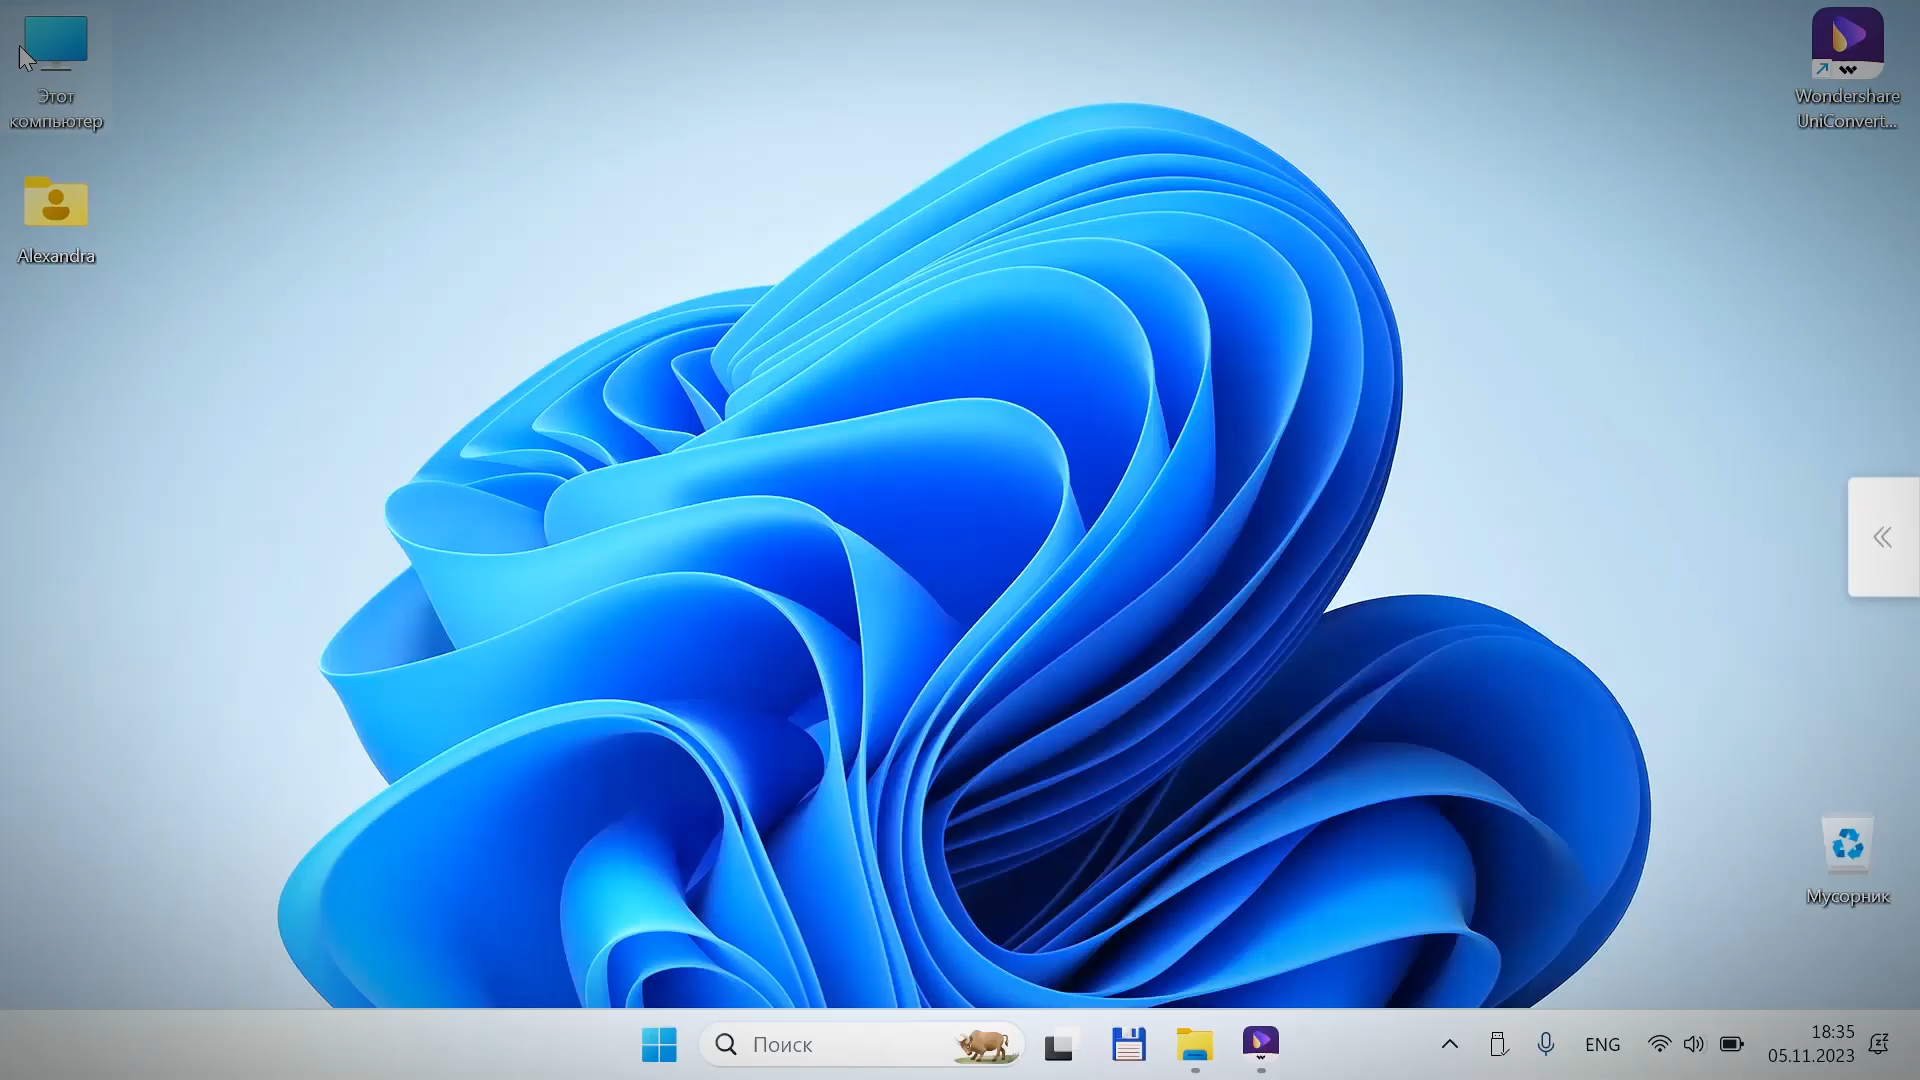 Этот
компьютер
Alexandra
Wondershare
UniConvert...
Мусорник
Поиск
ENG
18:35
05.11.2023